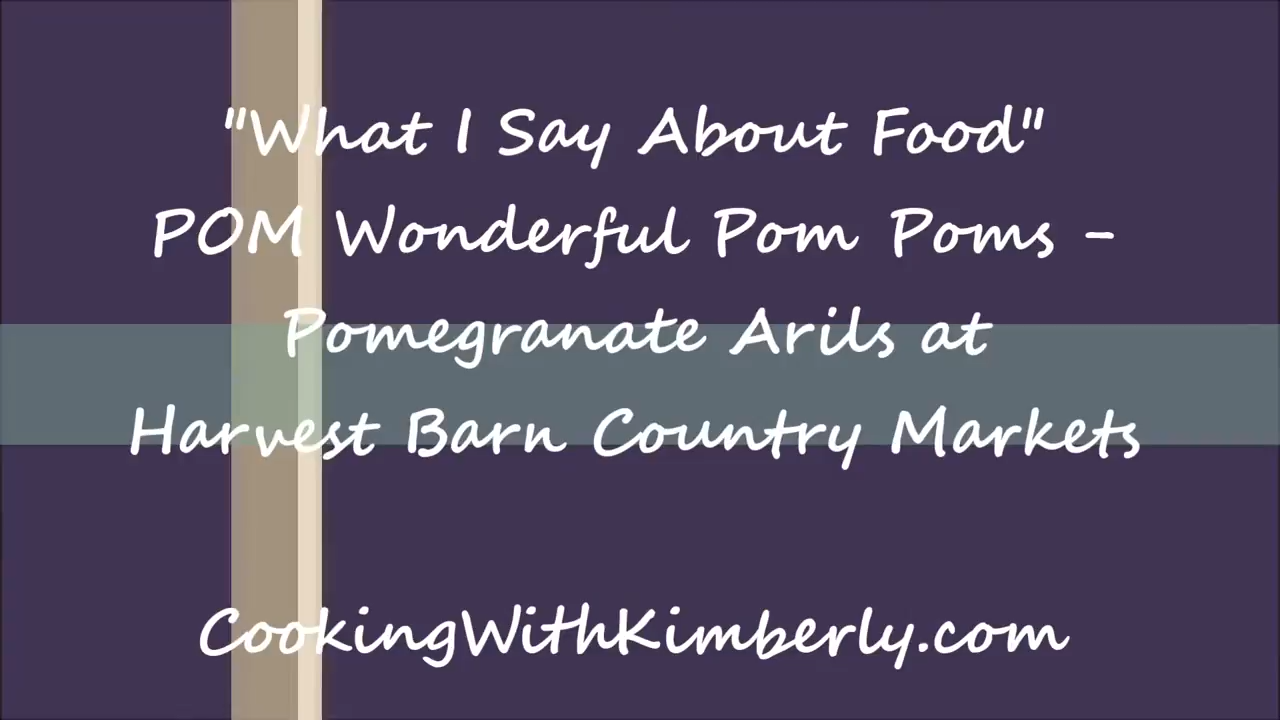 "What I Say About Food"
POM Wonderful Pom Poms -
Pomegranate Arils at
Harvest Barn Country Markets
CookingWithKimberly.com